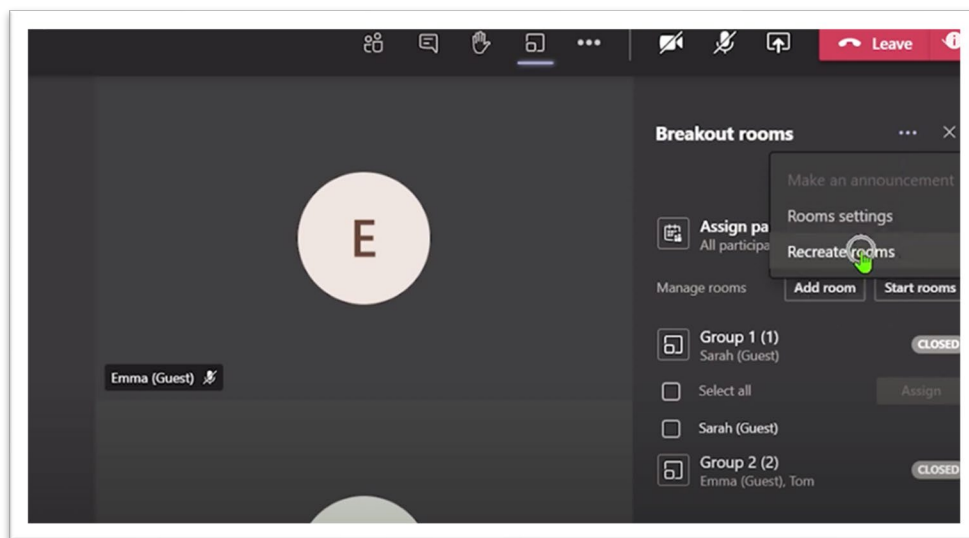 Leave
Breakout rooms
Make an announcement
Rooms settings
Recreate rooms
Assign pa
All participa
Manage rooms
Add room
Start rooms
Group 1 (1)
CLOSED
Sarah (Guest)
Select all
Assign
Sarah (Guest)
Group 2 (2)
CLOSED
Emma (Guest), Tom
E
Emma (Guest)